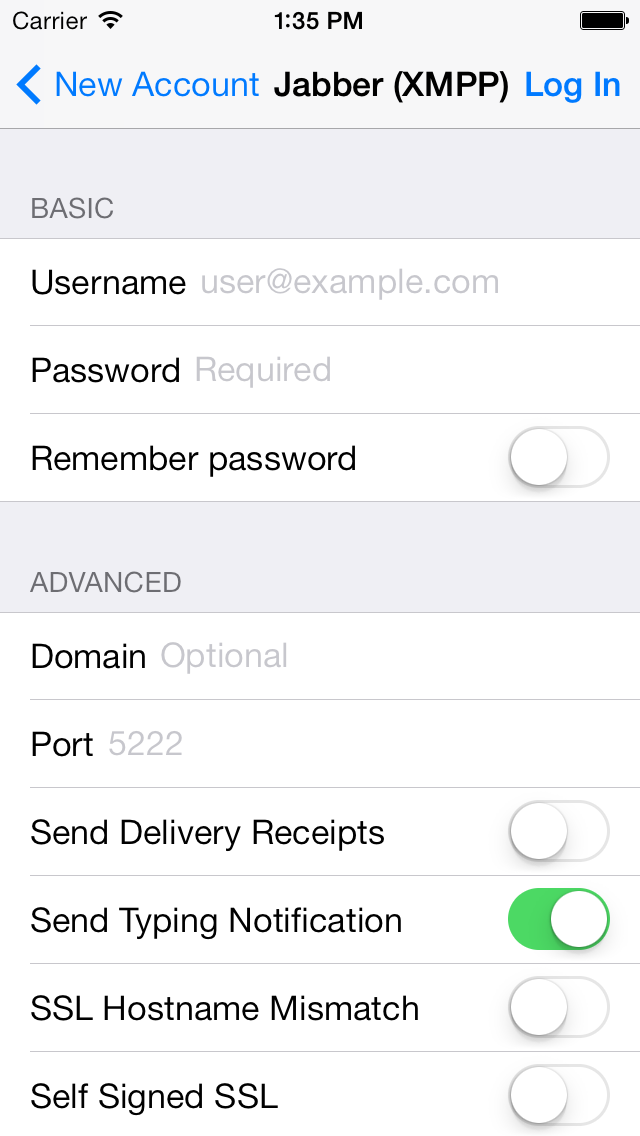 Carrier 1:35 PM
New Account Jabber (XMPP) Log In
BASIC
Username user@example.com
Password Required
Remember password
ADVANCED
Domain Optional
Port 5222
Send Delivery Receipts
Send Typing Notification
SSL Hostname Mismatch
Self Signed SSL